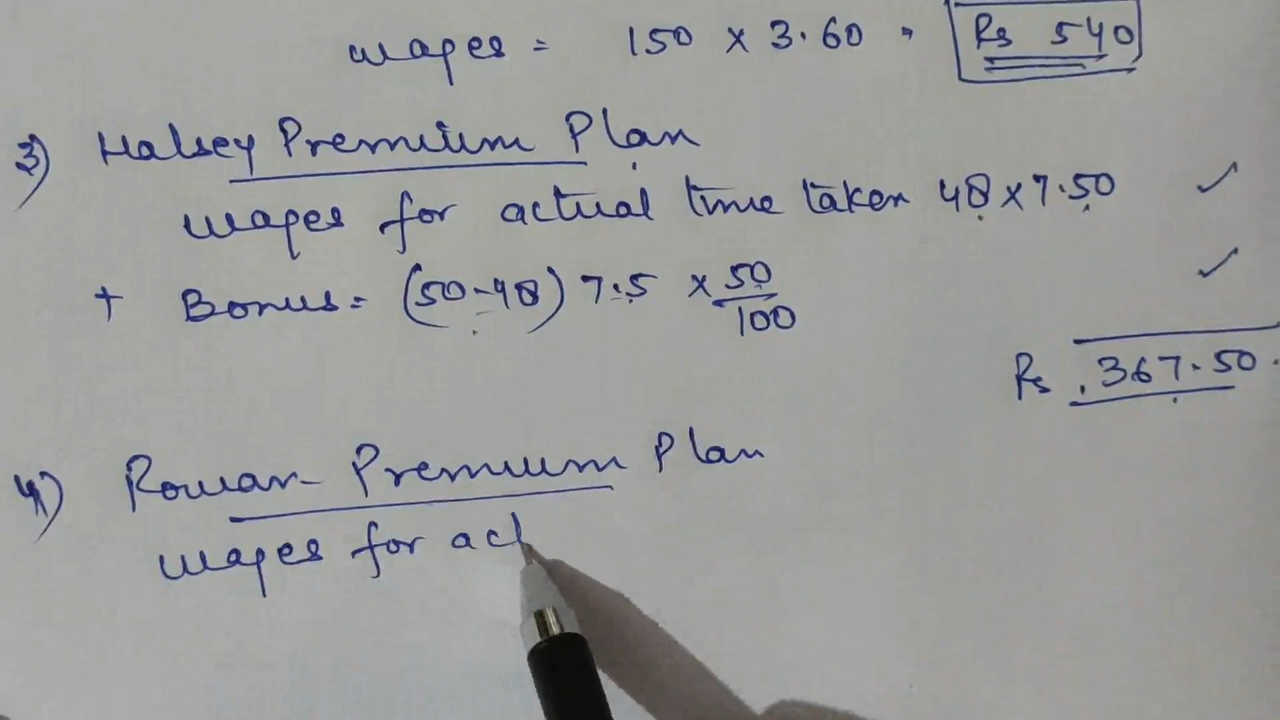 wages = 150 × 3.60 = Rs 540
3) Halsey Premium Plan
wages for actual time taken 48 × 7.50 ✓
+ Bonus = (50-48) 7.5 × 50/100 ✓
Rs 367.50
4) Rowan Premium Plan
wages for act